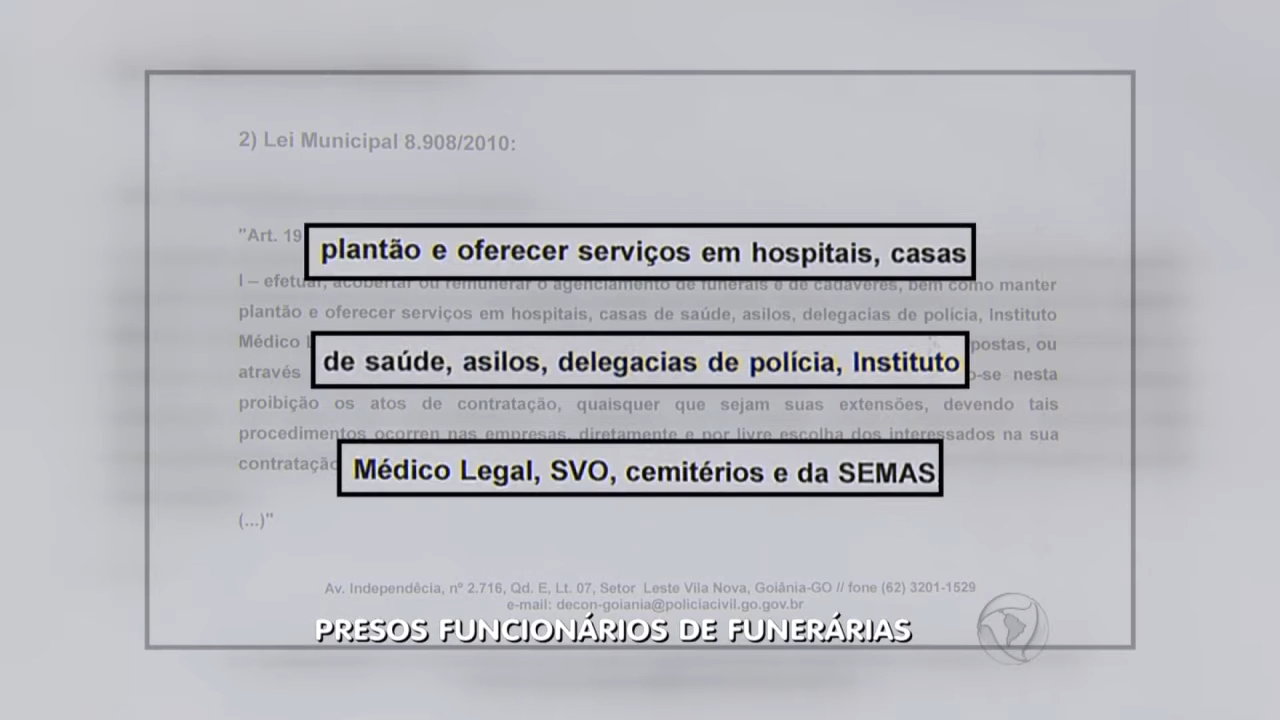 2) Lei Municipal 8.908/2010:
"Art. 19
plantão e oferecer serviços em hospitais, casas
I – efetuar, acobertar ou remunerar o agenciamento de funerais e de cadáveres, bem como manter
plantão e oferecer serviços em hospitais, casas de saúde, asilos, delegacias de polícia, Instituto
Médico
postas, ou
de saúde, asilos, delegacias de polícia, Instituto
através
o-se nesta
proibição os atos de contratação, quaisquer que sejam suas extensões, devendo tais
procedimentos ocorren nas empresas, diretamente e por livre escolha dos interessados na sua
contratação
Médico Legal, SVO, cemitérios e da SEMAS
(...)"
Av. Independêcia, nº 2.716, Qd. E, Lt. 07, Setor Leste Vila Nova, Goiânia-GO // fone (62) 3201-1529
e-mail: decon-goiania@policiacivil.go.gov.br
PRESOS FUNCIONÁRIOS DE FUNERÁRIAS